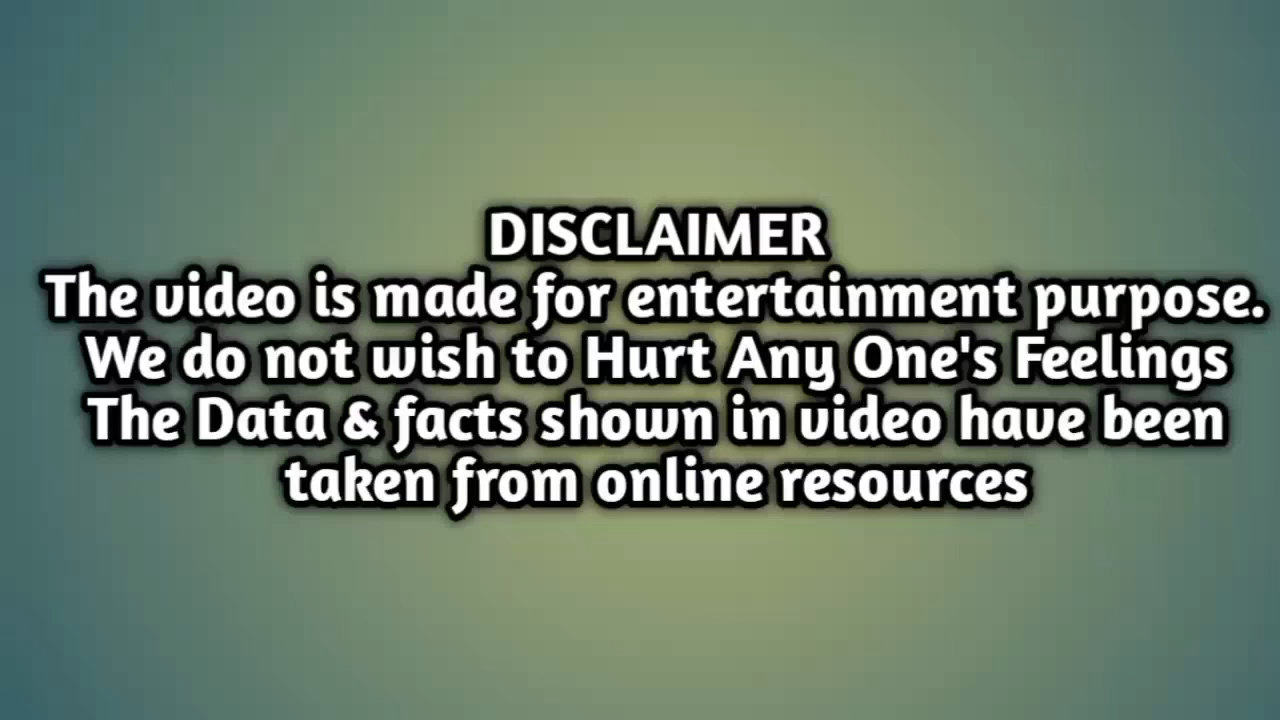 DISCLAIMER
The video is made for entertainment purpose.
We do not wish to Hurt Any One's Feelings
The Data & facts shown in video have been
taken from online resources